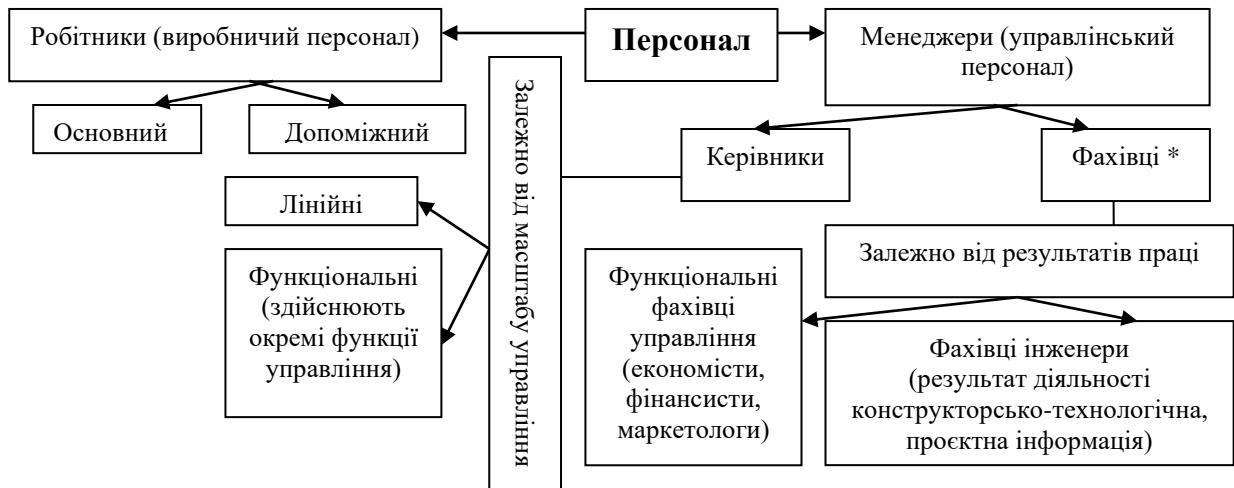 Робітники (виробничий персонал)
Персонал
Менеджери (управлінський
персонал)
Основний
Допоміжний
Залежно від масштабу управління
Керівники
Фахівці *
Лінійні
Функціональні
(здійснюють
окремі функції
управління)
Залежно від результатів праці
Функціональні
фахівці
управління
(економісти,
фінансисти,
маркетологи)
Фахівці інженери
(результат діяльності
конструкторсько-технологічна,
проєктна інформація)